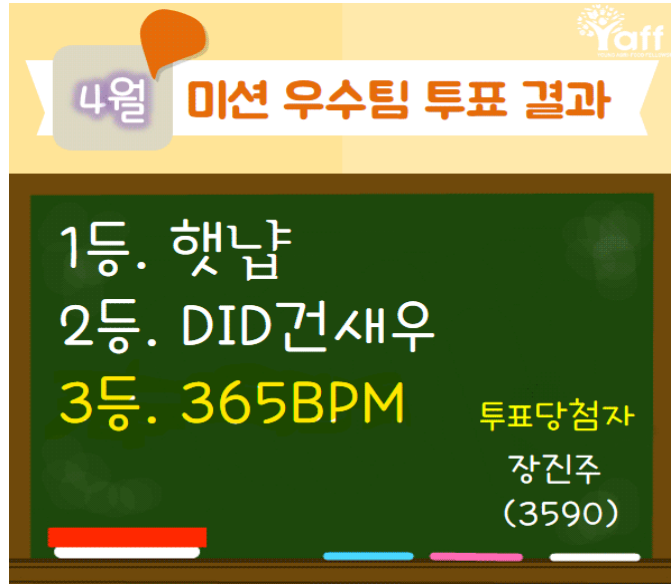 Yaff
4월 미션 우수팀 투표 결과
1등. 햇냡
2등. DID건새우
3등. 365BPM
투표당첨자
장진주
(3590)